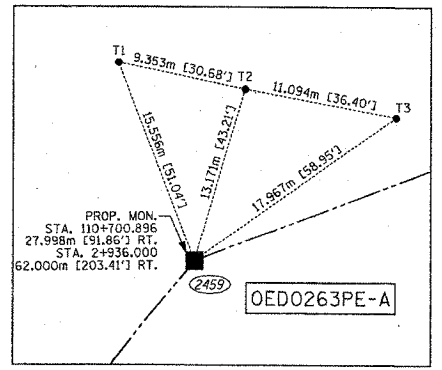 T1
9.353m [30.68']
T2
11.094m [36.40']
T3
15.556m [51.04']
13.171m [43.21']
17.967m [58.95']
PROP. MON.
STA. 110+700.896
27.998m [91.86'] RT.
STA. 2+936.000
62.000m [203.41'] RT.
2459
OED0263PE-A